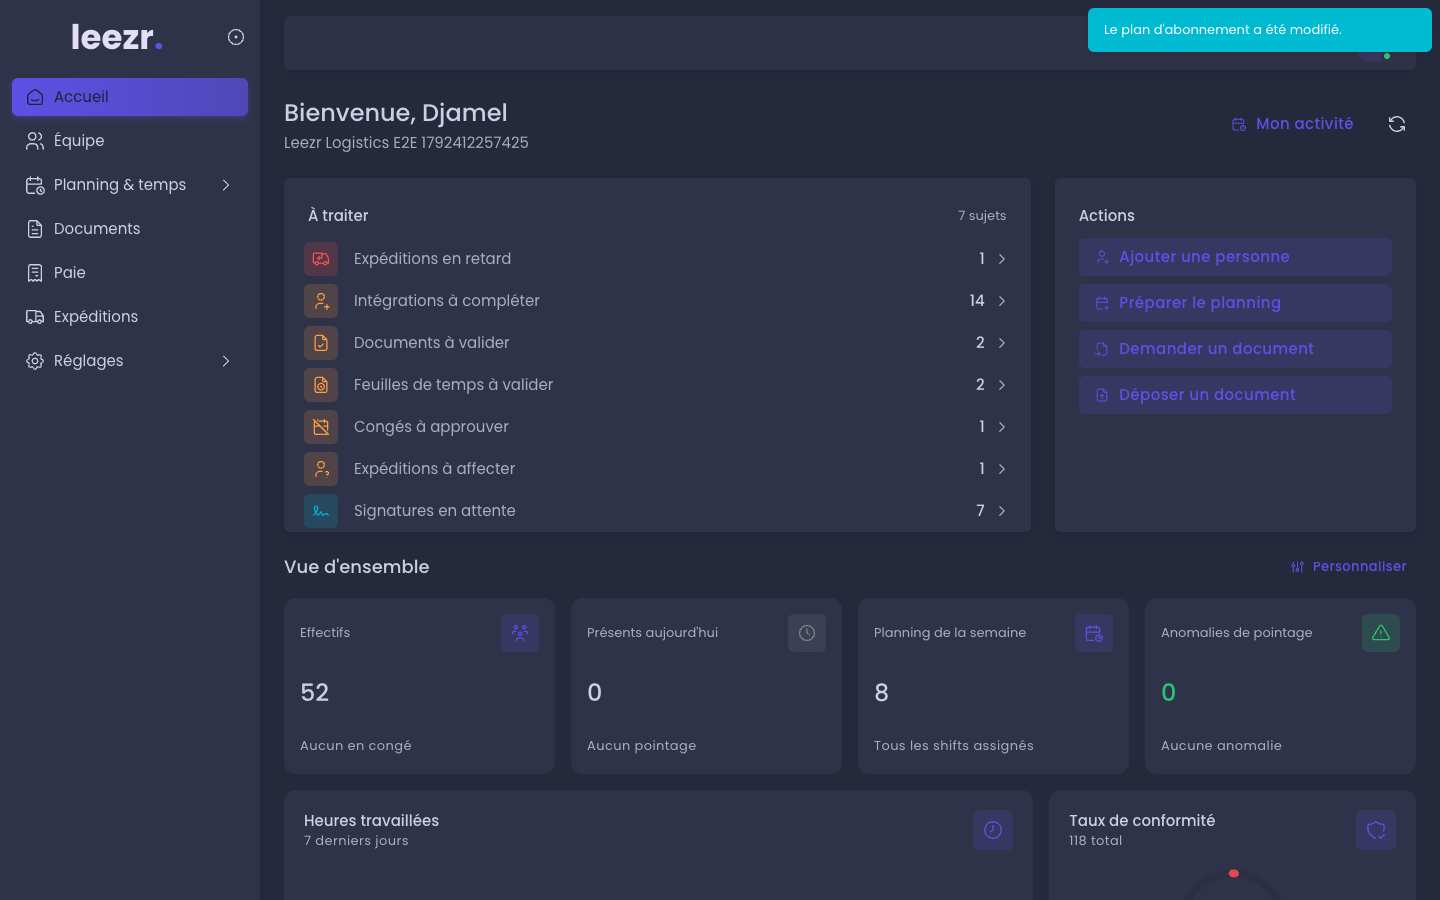 leezr.
Le plan d'abonnement a été modifié.
Accueil
Équipe
Planning & temps
Documents
Paie
Expéditions
Réglages
Bienvenue, Djamel
Leezr Logistics E2E 1792412257425
Mon activité
À traiter
7 sujets
Expéditions en retard
1
Intégrations à compléter
14
Documents à valider
2
Feuilles de temps à valider
2
Congés à approuver
1
Expéditions à affecter
1
Signatures en attente
7
Actions
Ajouter une personne
Préparer le planning
Demander un document
Déposer un document
Vue d'ensemble
Personnaliser
Effectifs
52
Aucun en congé
Présents aujourd'hui
0
Aucun pointage
Planning de la semaine
8
Tous les shifts assignés
Anomalies de pointage
0
Aucune anomalie
Heures travaillées
7 derniers jours
Taux de conformité
118 total